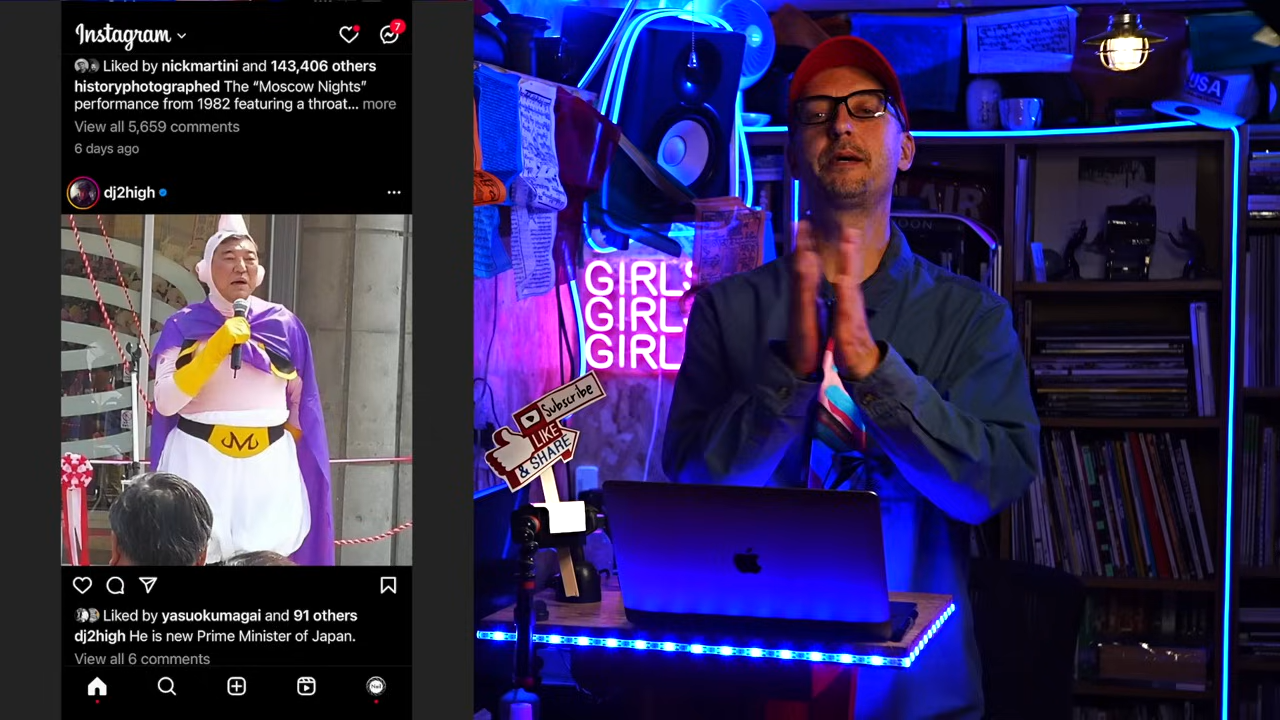 Instagram
7
Liked by nickmartini and 143,406 others
historyphotographed The “Moscow Nights”
performance from 1982 featuring a throat... more
View all 5,659 comments
6 days ago
dj2high
M
Liked by yasuokumagai and 91 others
dj2high He is new Prime Minister of Japan.
View all 6 comments
GIRLS
GIRLS
GIRL
Subscribe
LIKE
& SHARE
USA